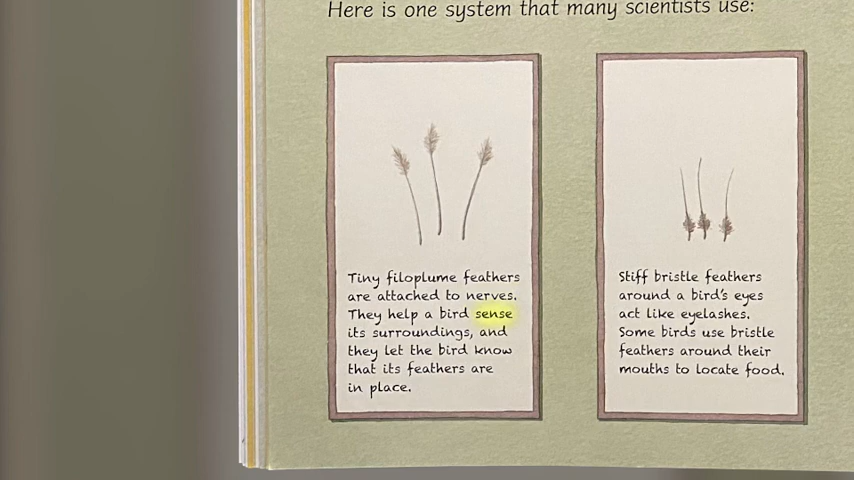 Here is one system that many scientists use:
Tiny filoplume feathers
are attached to nerves.
They help a bird sense
its surroundings, and
they let the bird know
that its feathers are
in place.
Stiff bristle feathers
around a bird's eyes
act like eyelashes.
Some birds use bristle
feathers around their
mouths to locate food.